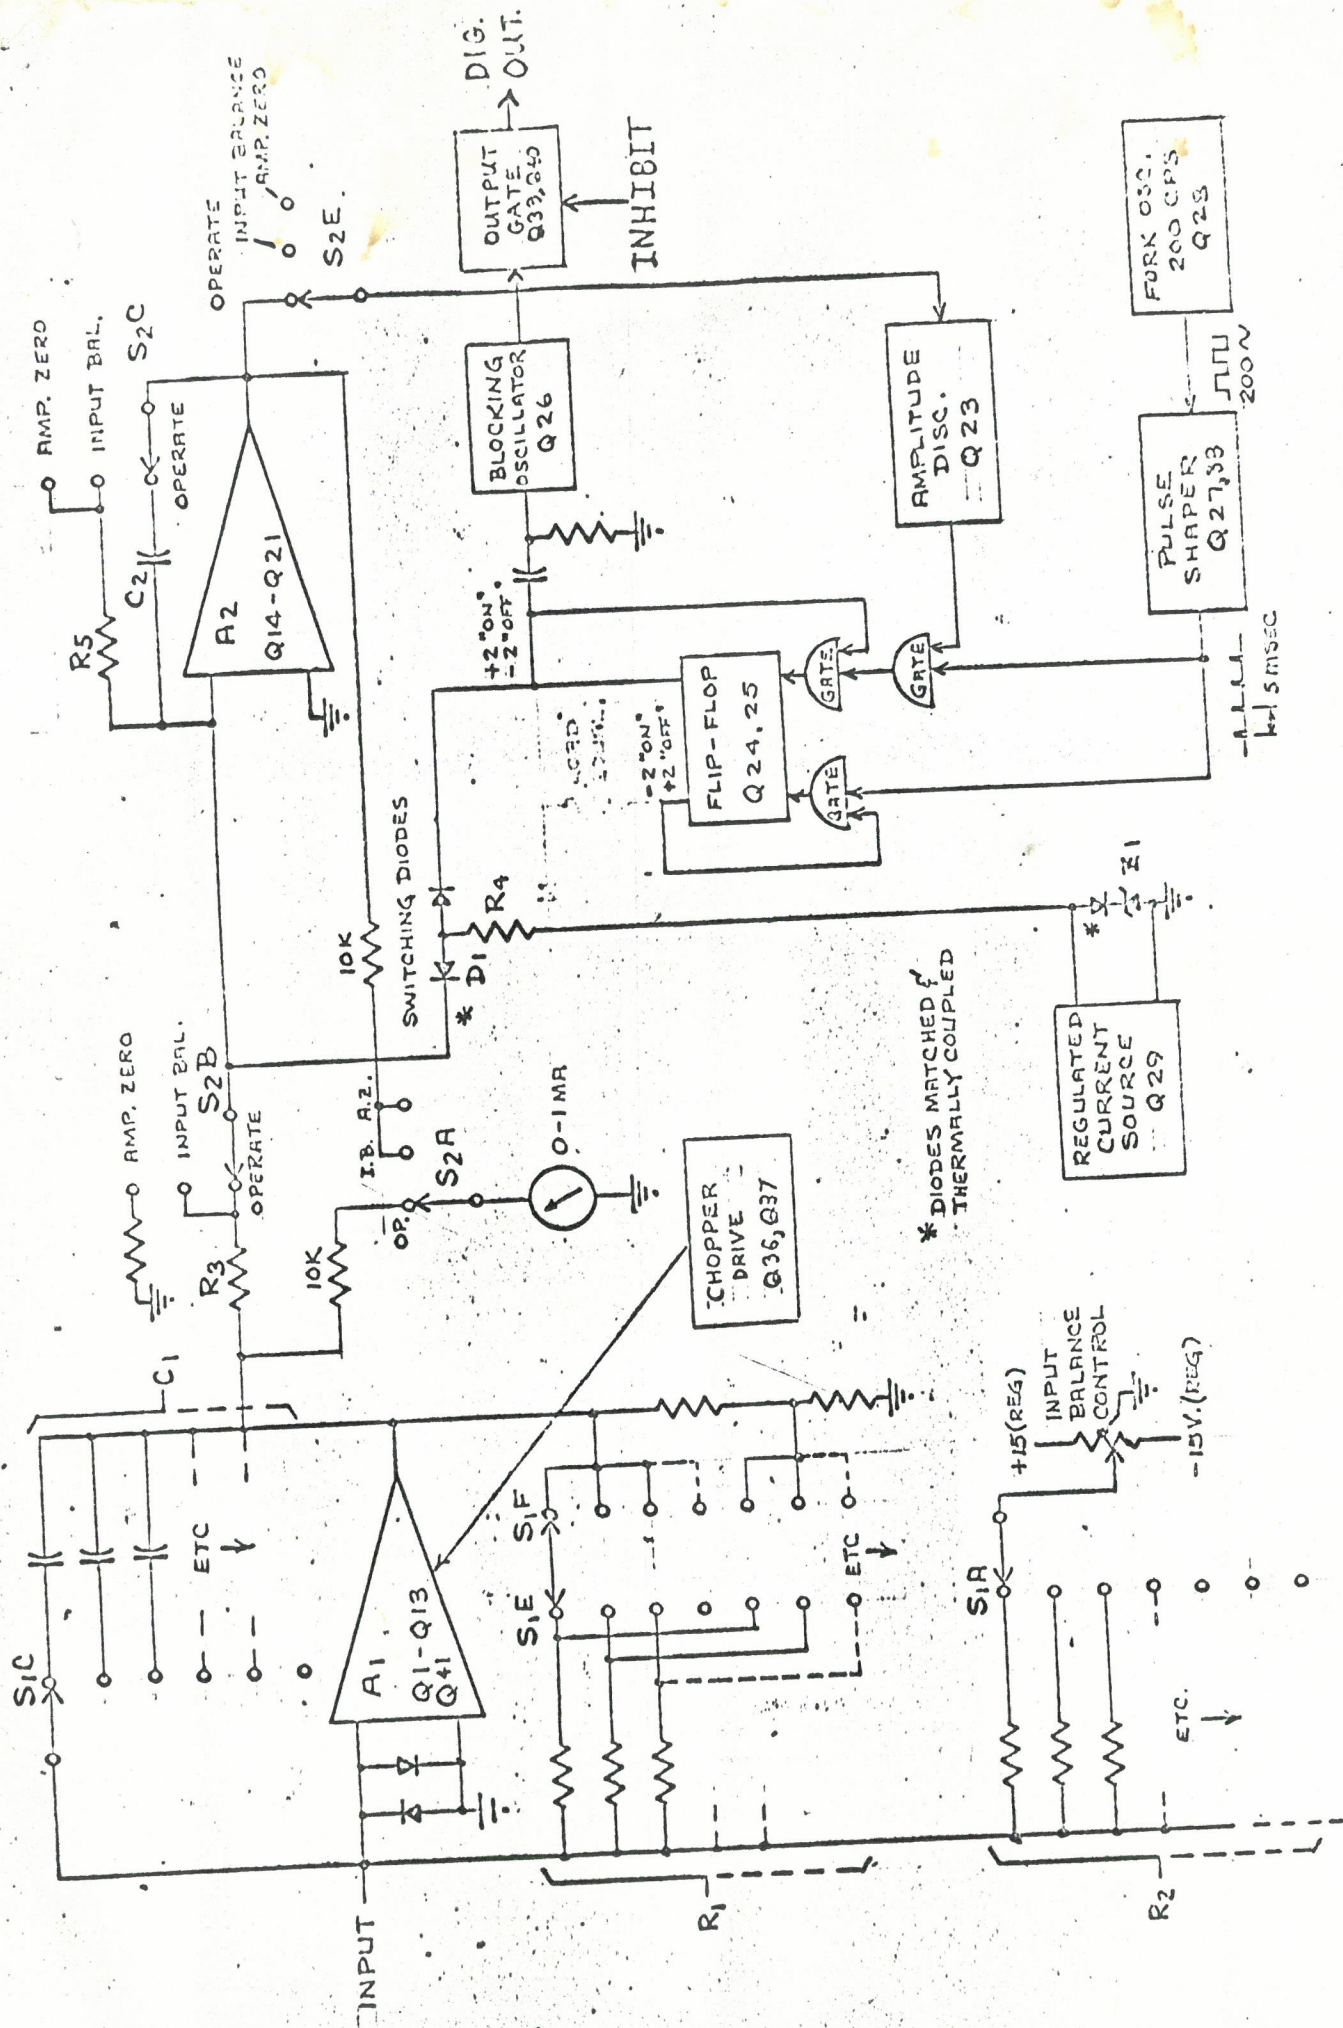 AMP. ZERO
INPUT BAL.
S2C
OPERATE
C2
R5
A2
Q14-Q21
OPERATE
INPUT BALANCE
AMP. ZERO
S2E.
DIG.
OUT.
OUTPUT
GATE
INHIBIT
BLOCKING
OSCILLATOR
Q26
+2 "ON"
-2 "OFF"
AMPLITUDE
DISC.
Q23
FORK OSC.
200 CPS
PULSE
SHAPER
Q27,33
200~
5 MSEC
GATE
GATE
GATE
FLIP-FLOP
Q24,25
-2 "ON"
+2 "OFF"
SWITCHING DIODES
10K
R4
* D1
* Z1
REGULATED
CURRENT
SOURCE
Q29
* DIODES MATCHED &
THERMALLY COUPLED
AMP. ZERO
INPUT BAL.
S2B
OPERATE
R3
10K
I.B. A.Z.
OP.
S2A
0-1MA
CHOPPER
DRIVE
Q36,Q37
C1
S1C
ETC
A1
Q1-Q13
Q41
INPUT
S1E
S1F
ETC
R1
S1A
+15(REG)
INPUT
BALANCE
CONTROL
-15V.(REG)
ETC.
R2